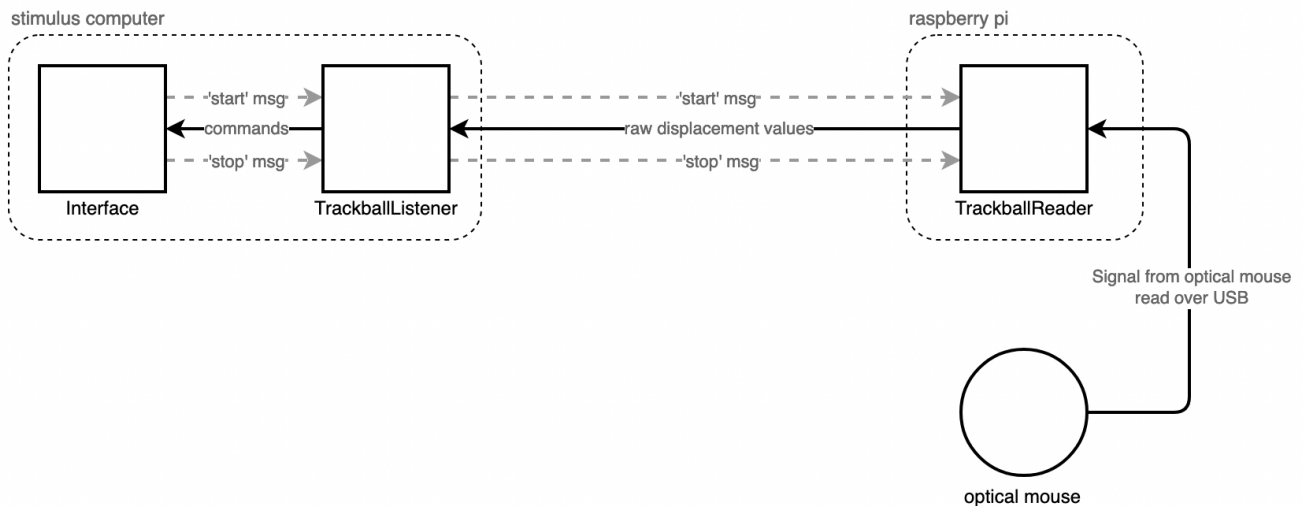 stimulus computer
raspberry pi
'start' msg
'start' msg
commands
raw displacement values
'stop' msg
'stop' msg
Interface
TrackballListener
TrackballReader
Signal from optical mouse
read over USB
optical mouse